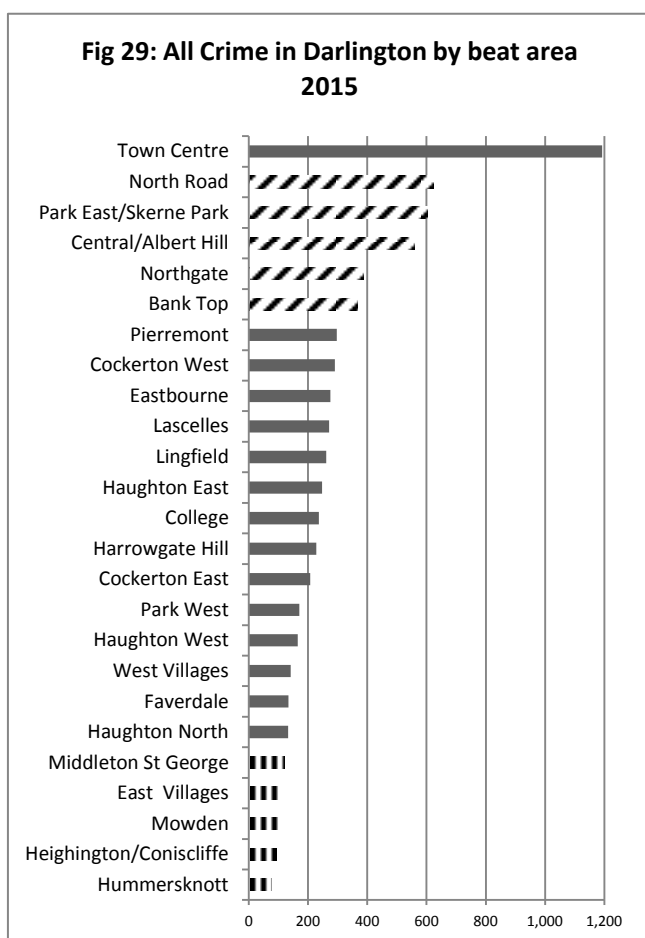 Fig 29: All Crime in Darlington by beat area
2015
Town Centre
North Road
Park East/Skerne Park
Central/Albert Hill
Northgate
Bank Top
Pierremont
Cockerton West
Eastbourne
Lascelles
Lingfield
Haughton East
College
Harrowgate Hill
Cockerton East
Park West
Haughton West
West Villages
Faverdale
Haughton North
Middleton St George
East Villages
Mowden
Heighington/Coniscliffe
Hummersknott
0 200 400 600 800 1,000 1,200